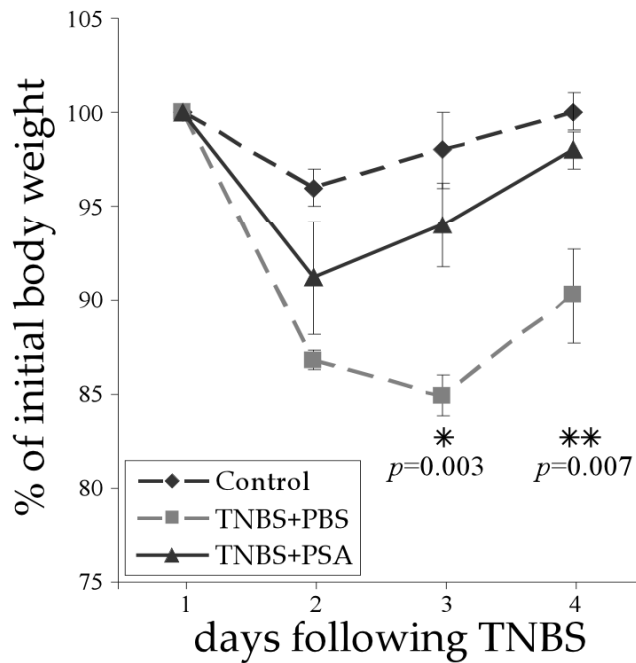 % of initial body weight
105
100
95
90
85
80
75
✳
✳✳
p=0.003
p=0.007
Control
TNBS+PBS
TNBS+PSA
1 2 3 4
days following TNBS